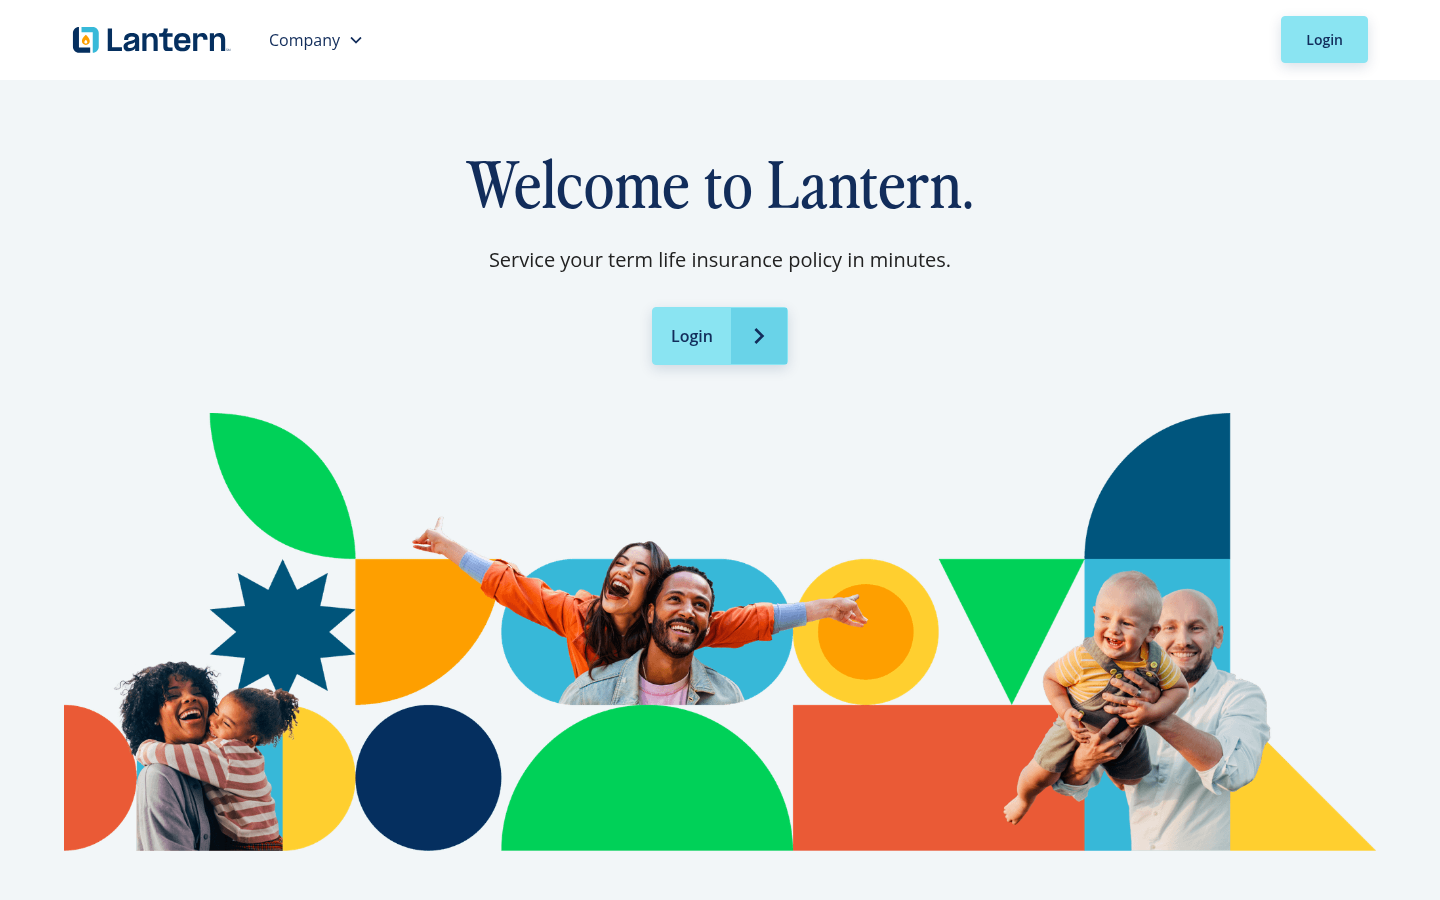 Lantern
Company
Login
Welcome to Lantern.
Service your term life insurance policy in minutes.
Login